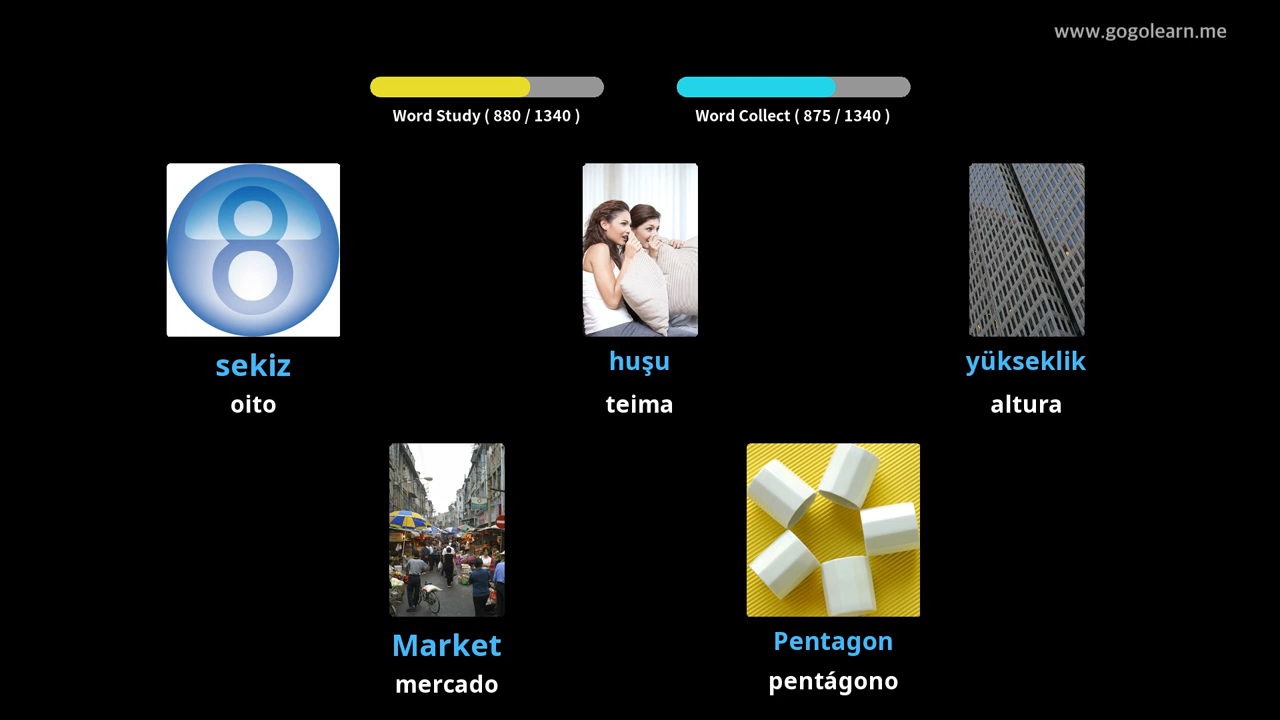 www.gogolearn.me
Word Study ( 880 / 1340 )
Word Collect ( 875 / 1340 )
8
sekiz
huşu
yükseklik
oito
teima
altura
Market
Pentagon
mercado
pentágono